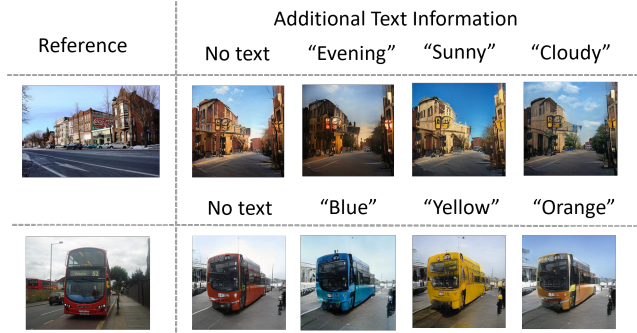 Additional Text Information
Reference
No text “Evening” “Sunny” “Cloudy”
No text “Blue” “Yellow” “Orange”